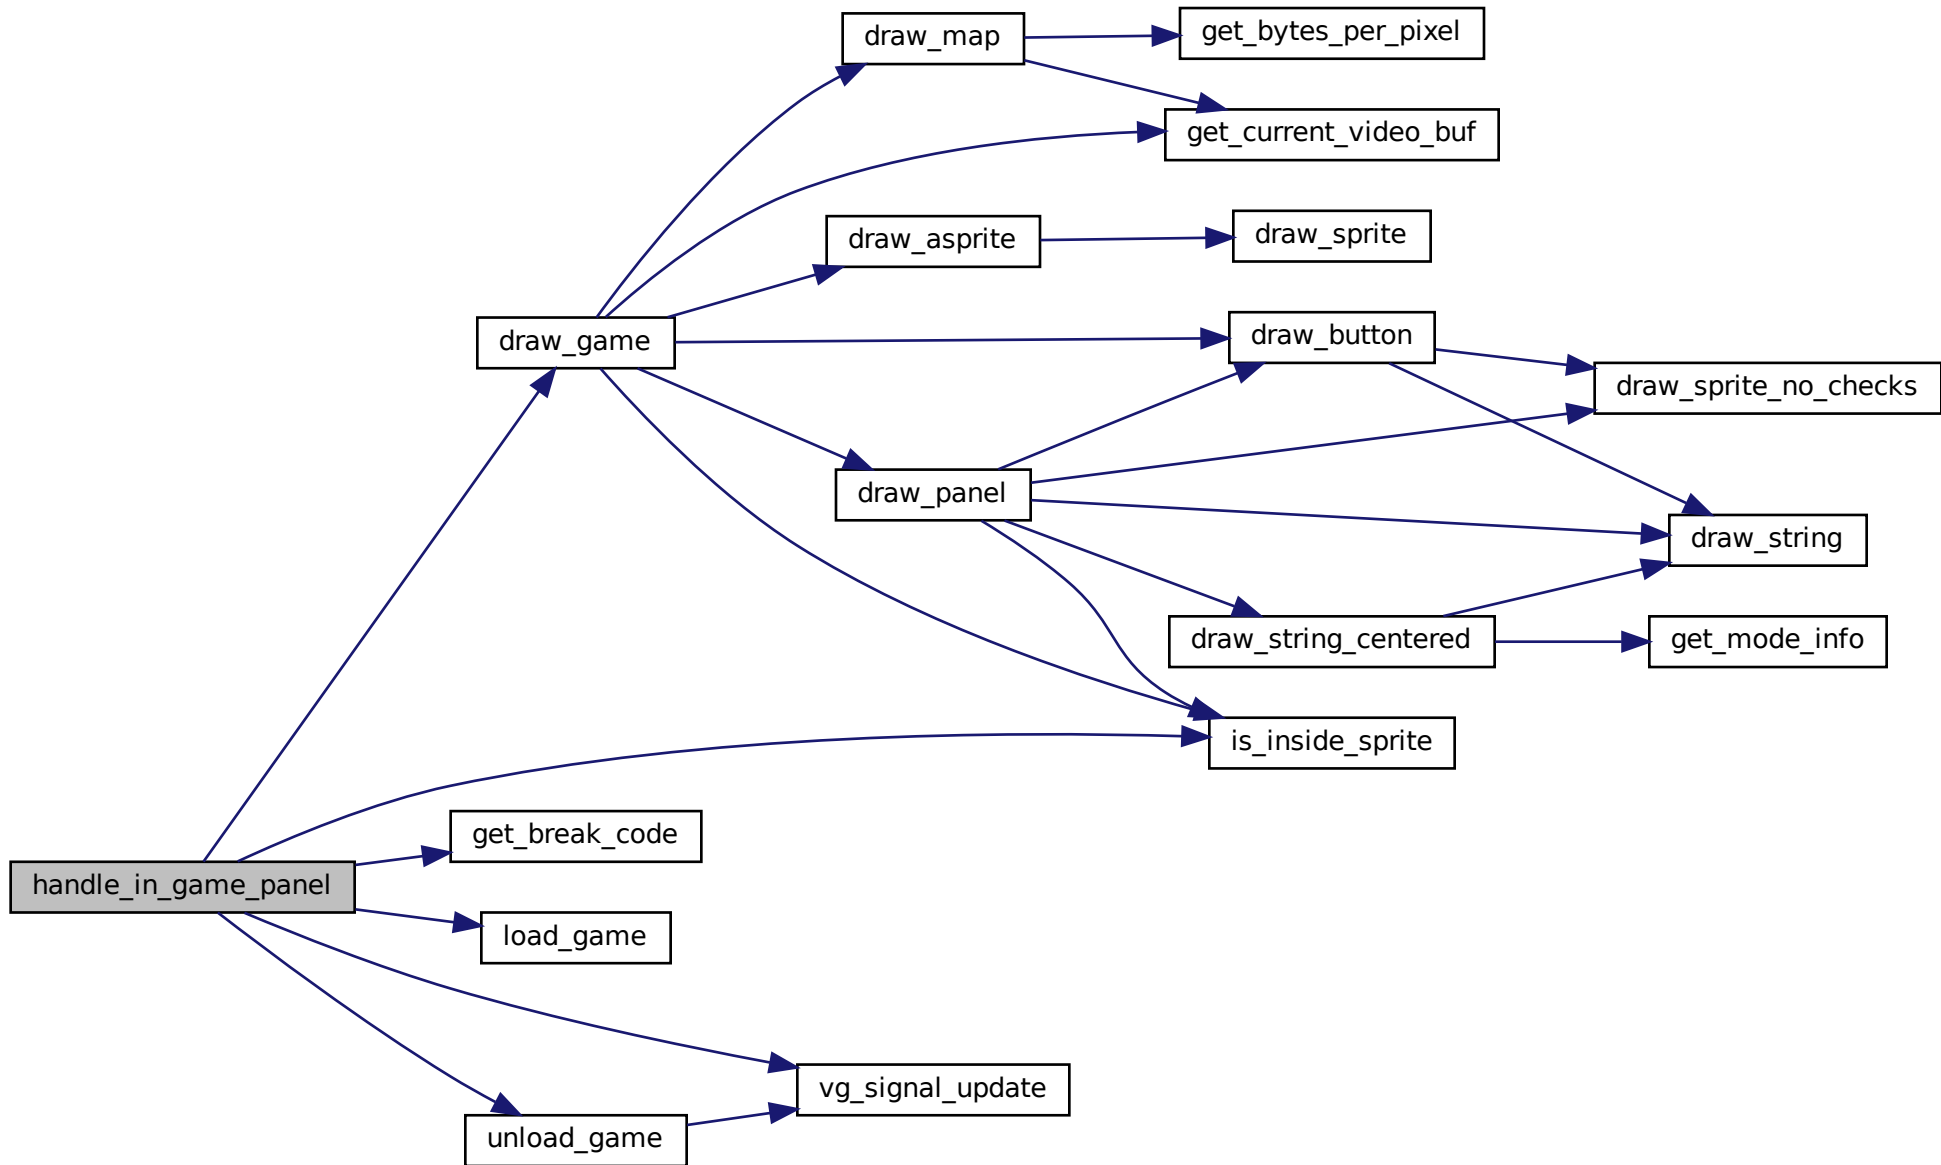 draw_map
get_bytes_per_pixel
get_current_video_buf
draw_asprite
draw_sprite
draw_game
draw_button
draw_sprite_no_checks
draw_panel
draw_string
draw_string_centered
get_mode_info
is_inside_sprite
get_break_code
handle_in_game_panel
load_game
vg_signal_update
unload_game